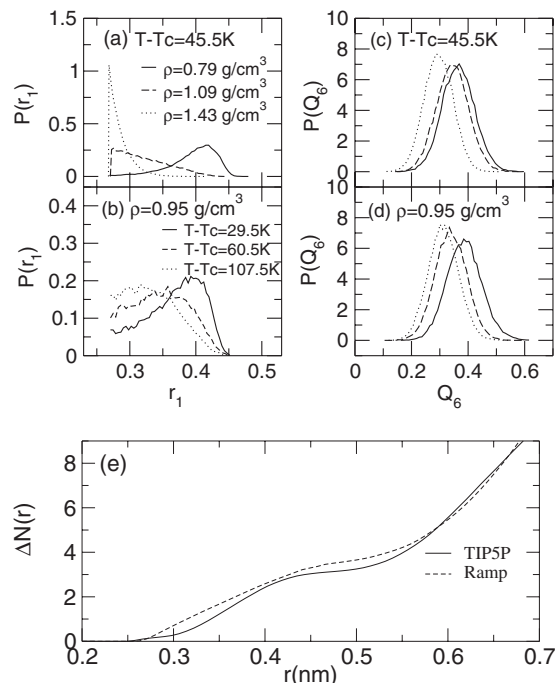 (a) T-Tc=45.5K
ρ=0.79 g/cm³
ρ=1.09 g/cm³
ρ=1.43 g/cm³
P(r₁)
1.5
1
0.5
0
(b) ρ=0.95 g/cm³
T-Tc=29.5K
T-Tc=60.5K
T-Tc=107.5K
P(r₁)
0.4
0.3
0.2
0.1
0
0.3 0.4 0.5
r₁
(c) T-Tc=45.5K
P(Q₆)
10
8
6
4
2
0
(d) ρ=0.95 g/cm³
P(Q₆)
10
8
6
4
2
0
0 0.2 0.4 0.6
Q₆
(e)
ΔN(r)
8
6
4
2
0
TIP5P
Ramp
0.2 0.3 0.4 0.5 0.6 0.7
r(nm)